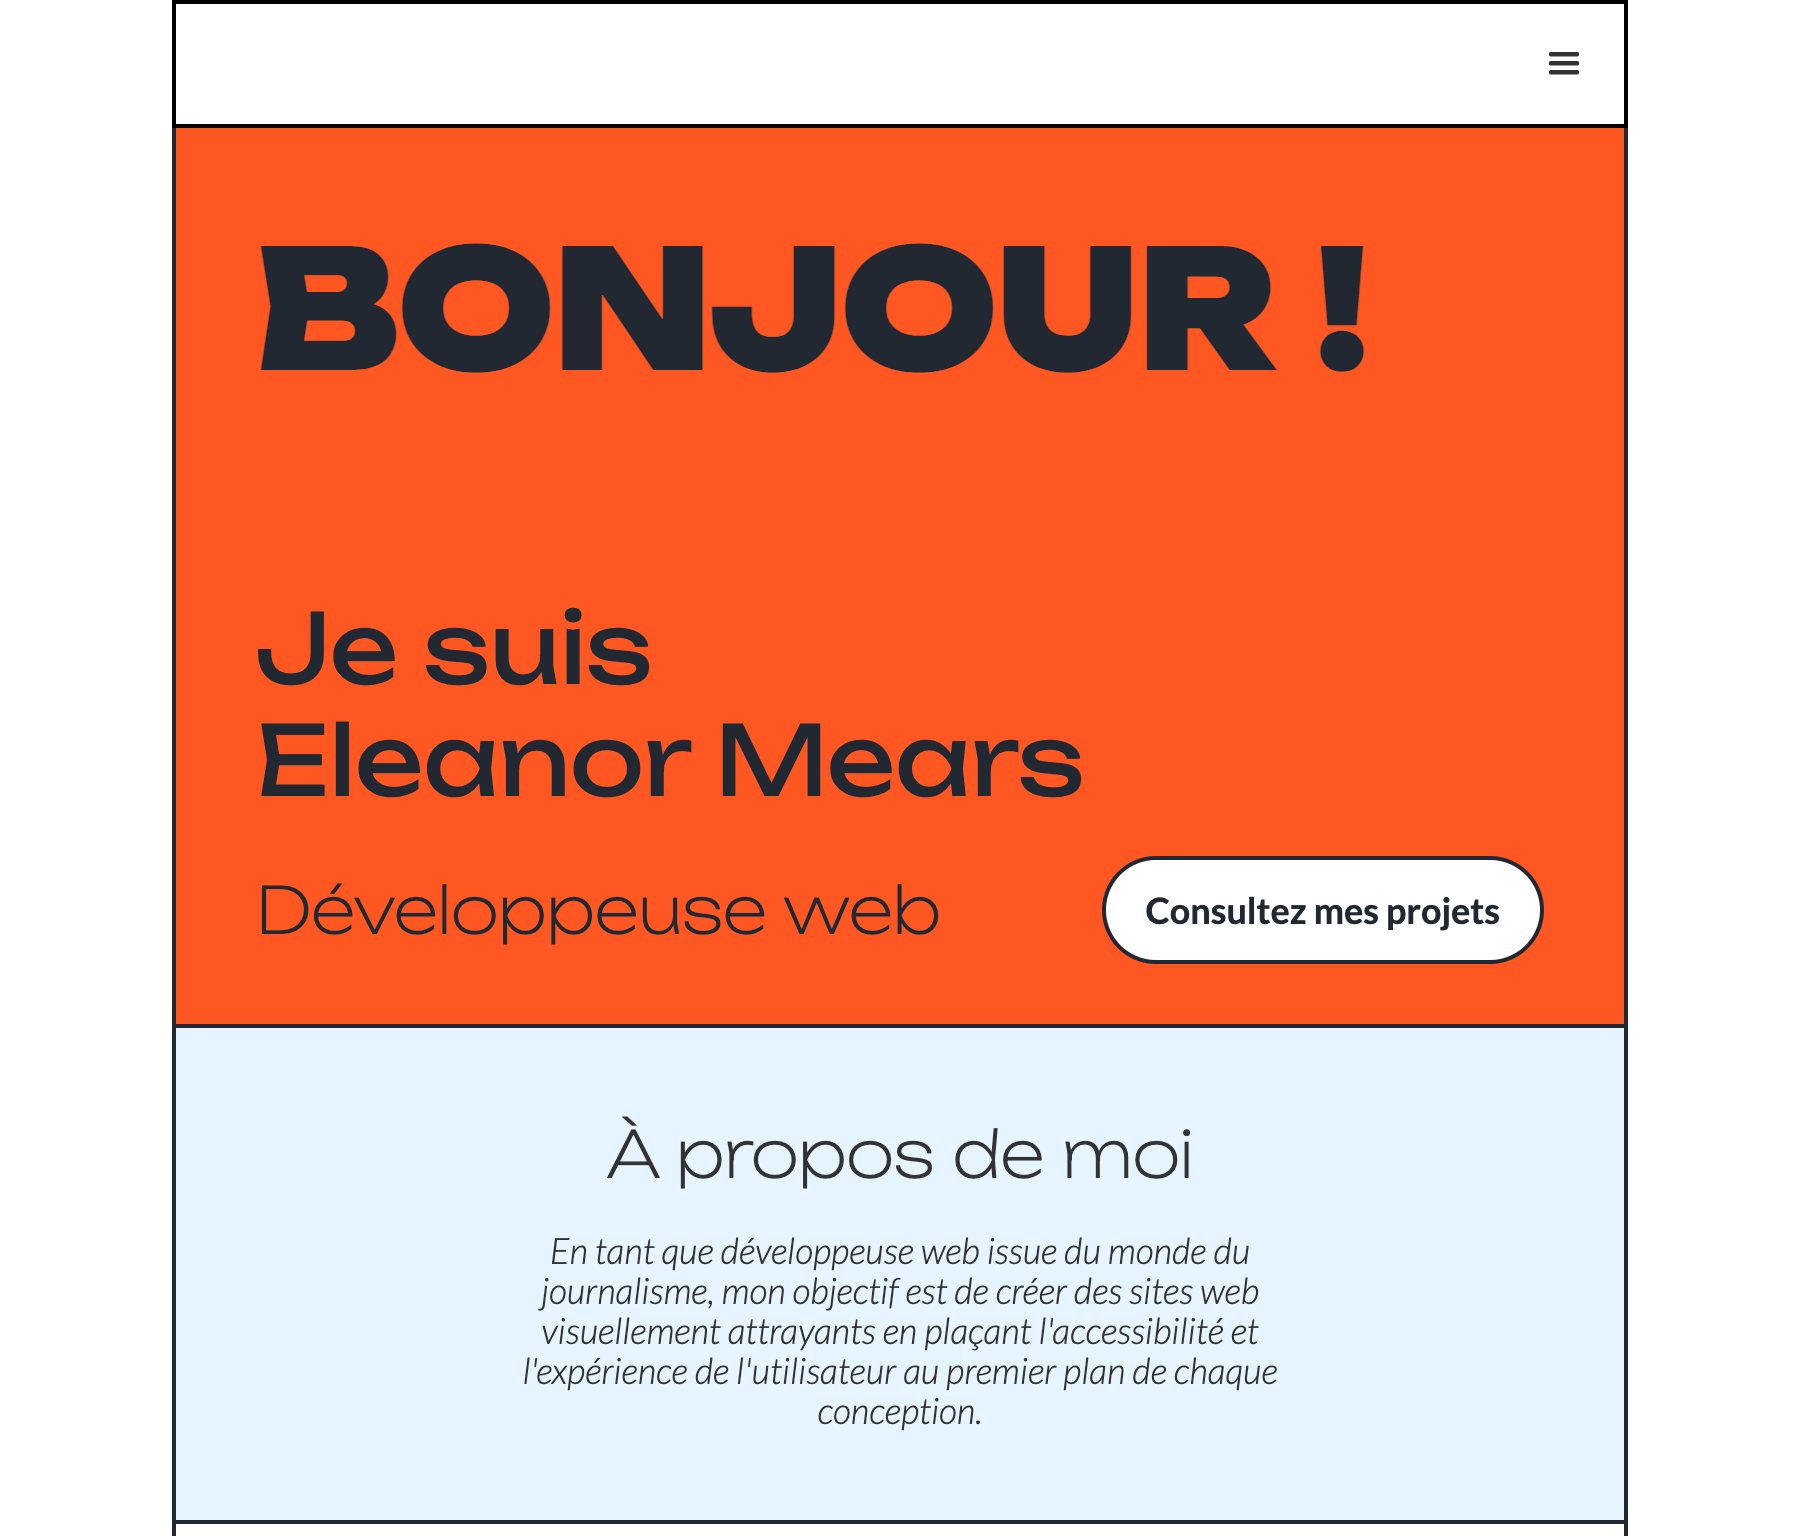 BONJOUR !
Je suis
Eleanor Mears
Développeuse web
Consultez mes projets
À propos de moi
En tant que développeuse web issue du monde du
journalisme, mon objectif est de créer des sites web
visuellement attrayants en plaçant l'accessibilité et
l'expérience de l'utilisateur au premier plan de chaque
conception.